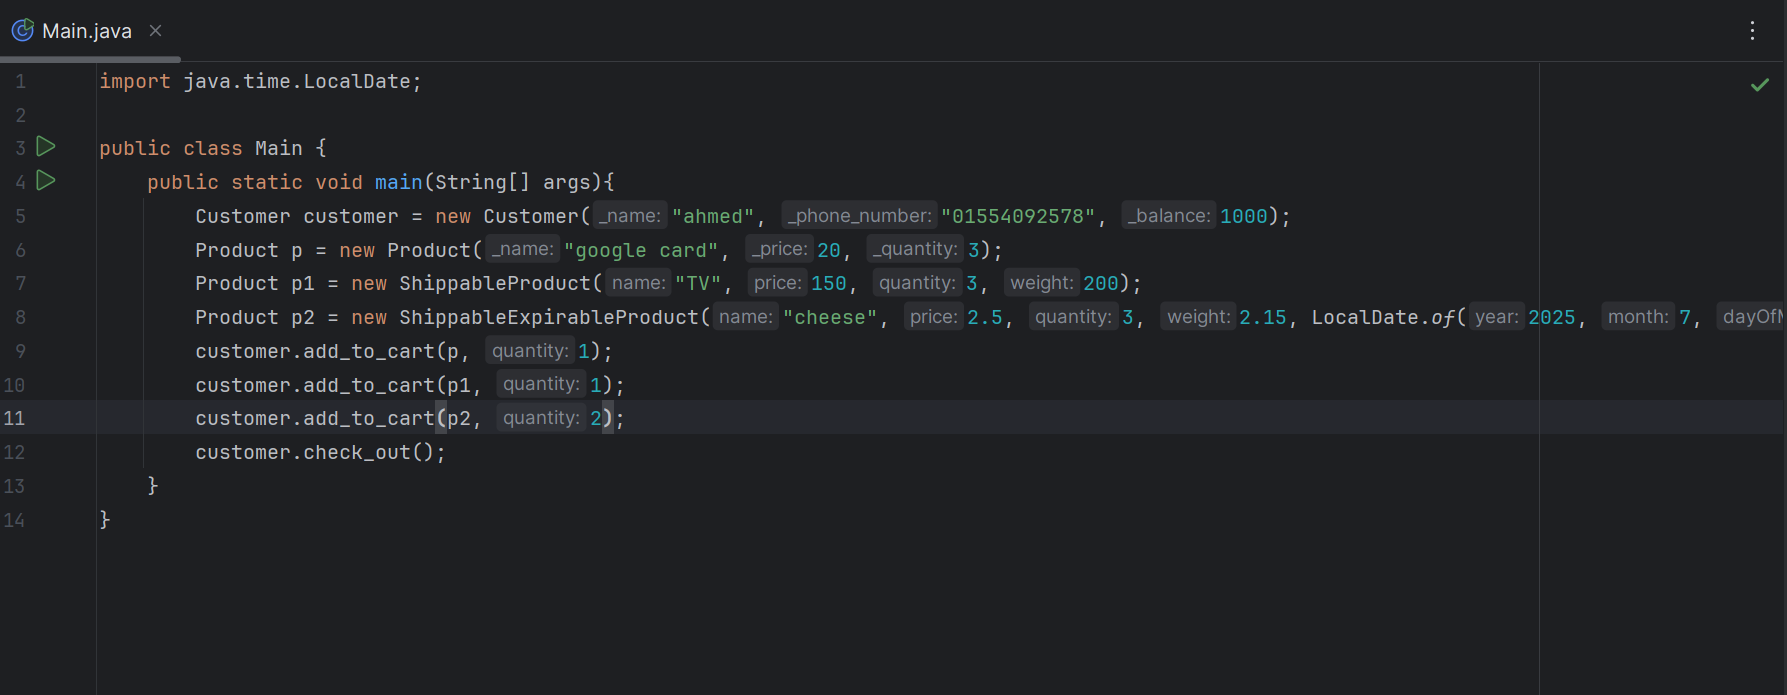 Main.java
1 import java.time.LocalDate;
2
3 public class Main {
4 public static void main(String[] args){
5 Customer customer = new Customer( _name: "ahmed", _phone_number: "01554092578", _balance: 1000);
6 Product p = new Product( _name: "google card", _price: 20, _quantity: 3);
7 Product p1 = new ShippableProduct( name: "TV", price: 150, quantity: 3, weight: 200);
8 Product p2 = new ShippableExpirableProduct( name: "cheese", price: 2.5, quantity: 3, weight: 2.15, LocalDate.of( year: 2025, month: 7, dayOfM
9 customer.add_to_cart(p, quantity: 1);
10 customer.add_to_cart(p1, quantity: 1);
11 customer.add_to_cart(p2, quantity: 2);
12 customer.check_out();
13 }
14 }